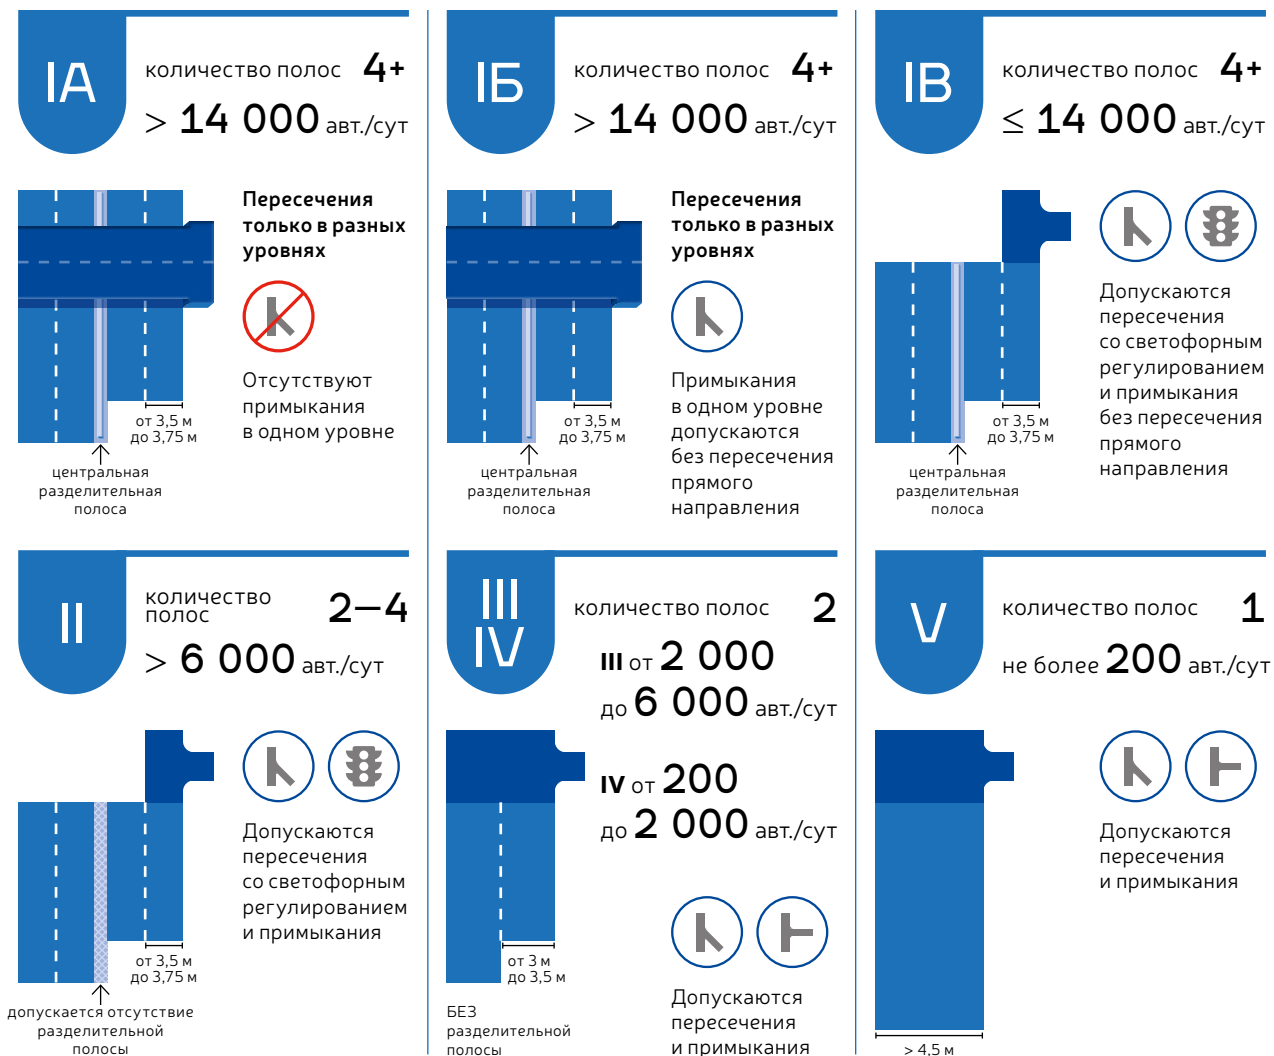 IА
количество полос 4+
> 14 000 авт./сут
Пересечения
только в разных
уровнях
Отсутствуют
примыкания
в одном уровне
от 3,5 м
до 3,75 м
центральная
разделительная
полоса
IБ
количество полос 4+
> 14 000 авт./сут
Пересечения
только в разных
уровнях
Примыкания
в одном уровне
допускаются
без пересечения
прямого
направления
от 3,5 м
до 3,75 м
центральная
разделительная
полоса
IВ
количество полос 4+
≤ 14 000 авт./сут
Допускаются
пересечения
со светофорным
регулированием
и примыкания
без пересечения
прямого
направления
от 3,5 м
до 3,75 м
центральная
разделительная
полоса
II
количество
полос 2—4
> 6 000 авт./сут
Допускаются
пересечения
со светофорным
регулированием
и примыкания
от 3,5 м
до 3,75 м
допускается отсутствие
разделительной
полосы
III
IV
количество полос 2
III от 2 000
до 6 000 авт./сут
IV от 200
до 2 000 авт./сут
от 3 м
до 3,5 м
БЕЗ
разделительной
полосы
Допускаются
пересечения
и примыкания
V
количество полос 1
не более 200 авт./сут
Допускаются
пересечения
и примыкания
> 4,5 м